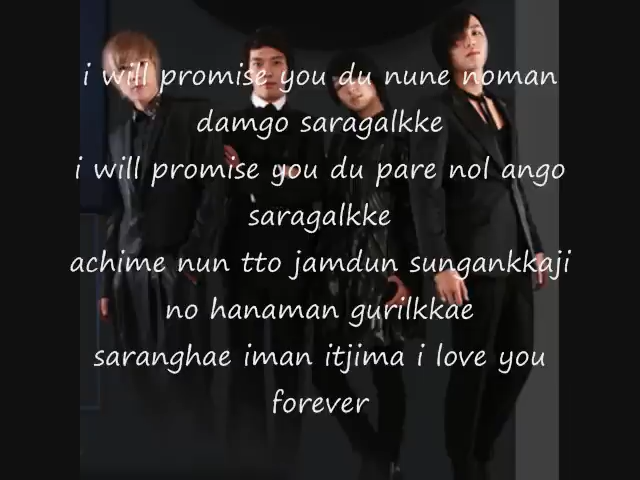 i will promise you du nune noman
damgo saragalkke
i will promise you du pare nol ango
saragalkke
achime nun tto jamdun sungankkaji
no hanaman gurilkkae
saranghae iman itjima i love you
forever